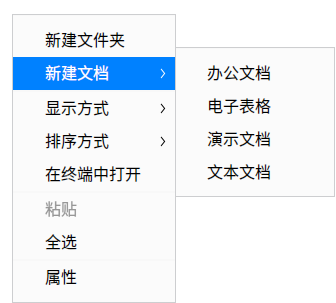 新建文件夹
新建文档
显示方式
排序方式
在终端中打开
粘贴
全选
属性
办公文档
电子表格
演示文档
文本文档